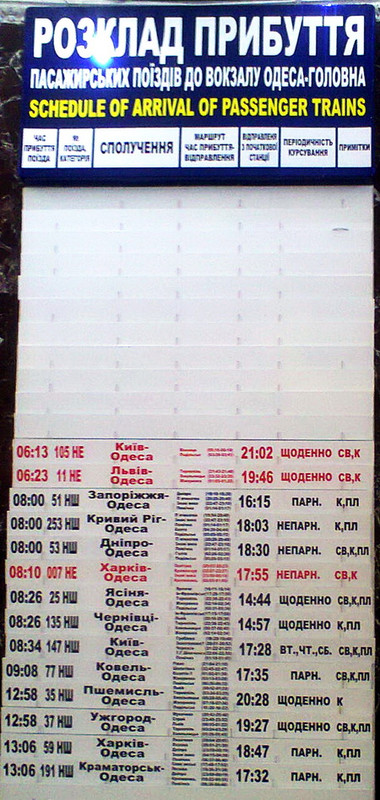 РОЗКЛАД ПРИБУТТЯ
ПАСАЖИРСЬКИХ ПОЇЗДІВ ДО ВОКЗАЛУ ОДЕСА-ГОЛОВНА
SCHEDULE OF ARRIVAL OF PASSENGER TRAINS
ЧАС ПРИБУТТЯ ПОЇЗДА
№ ПОЇЗДА, КАТЕГОРІЯ
СПОЛУЧЕННЯ
МАРШРУТ ЧАС ПРИБУТТЯ-ВІДПРАВЛЕННЯ
ВІДПРАВЛЕННЯ З ПОЧАТКОВОЇ СТАНЦІЇ
ПЕРІОДИЧНІСТЬ КУРСУВАННЯ
ПРИМІТКИ
06:13 105 НЕ Київ-Одеса 21:02 ЩОДЕННО СВ,К
06:23 11 НЕ Львів-Одеса 19:46 ЩОДЕННО СВ,К
08:00 51 НШ Запоріжжя-Одеса 16:15 ПАРН. К,ПЛ
08:00 253 НШ Кривий Ріг-Одеса 18:03 НЕПАРН. К,ПЛ
08:00 53 НШ Дніпро-Одеса 18:30 НЕПАРН. СВ,К,ПЛ
08:10 007 НЕ Харків-Одеса 17:55 НЕПАРН. СВ,К
08:26 25 НШ Ясіня-Одеса 14:44 ЩОДЕННО СВ,К,ПЛ
08:26 135 НШ Чернівці-Одеса 14:57 ЩОДЕННО К,ПЛ
08:34 147 НШ Київ-Одеса 17:28 ВТ.,ЧТ.,СБ. СВ,К,ПЛ
09:08 77 НШ Ковель-Одеса 17:35 ПАРН. СВ,К,ПЛ
12:58 35 НШ Пшемисль-Одеса 20:28 ЩОДЕННО К
12:58 37 НШ Ужгород-Одеса 19:27 ЩОДЕННО СВ,К,ПЛ
13:06 59 НШ Харків-Одеса 18:47 ПАРН. К,ПЛ
13:06 191 НШ Краматорськ-Одеса 17:32 ПАРН. К,ПЛ